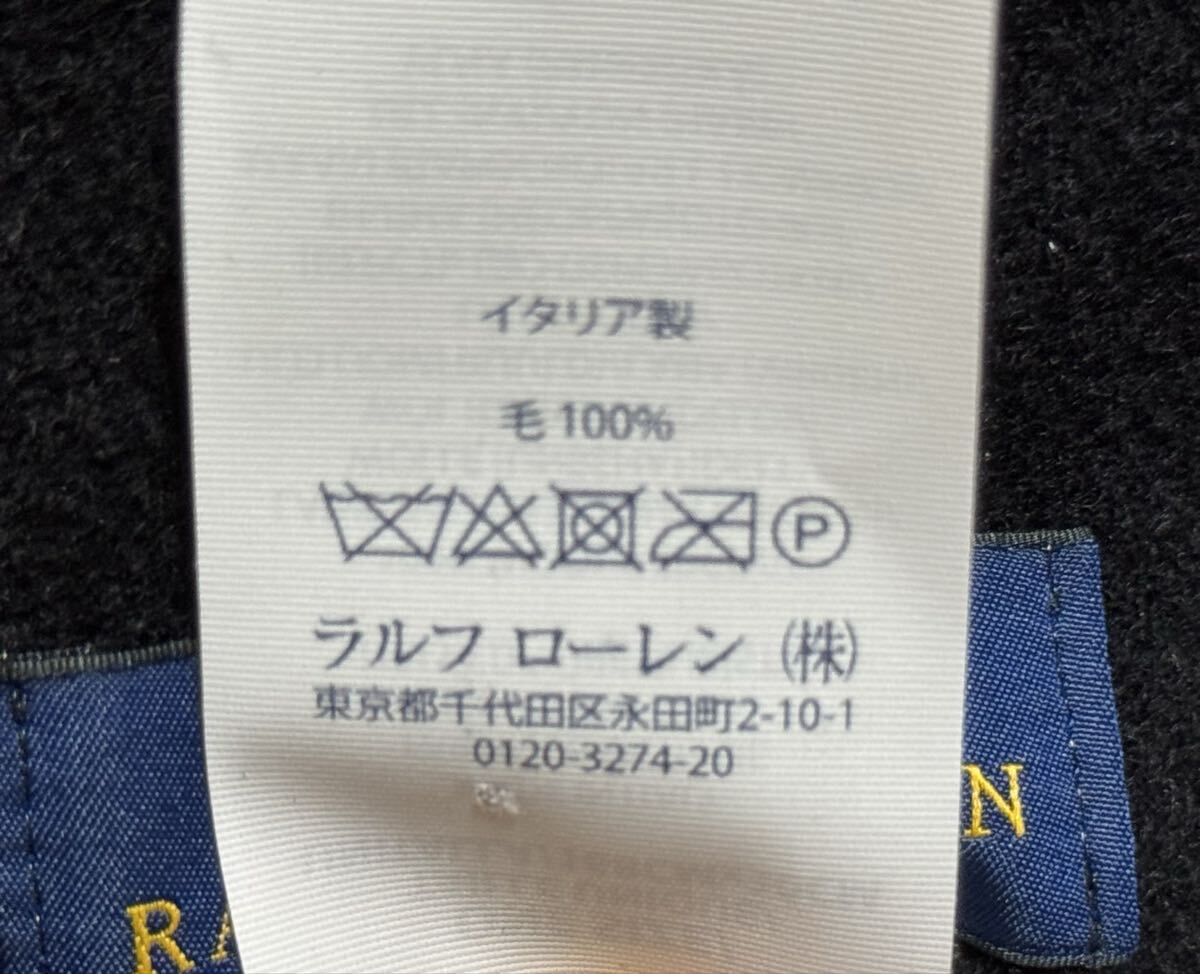 イタリア製
毛 100%
P
ラルフ ローレン (株)
東京都千代田区永田町2-10-1
0120-3274-20
RA
N